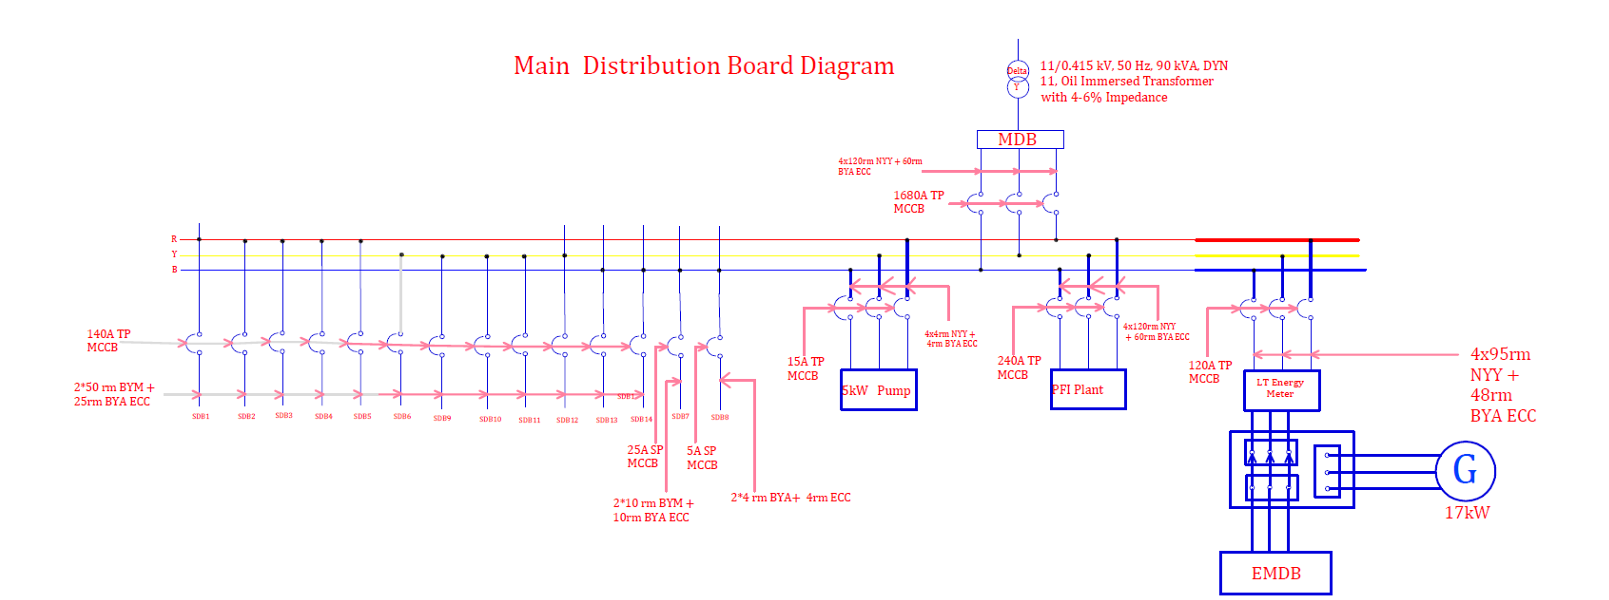 Main Distribution Board Diagram
Delta
Y
11/0.415 kV, 50 Hz, 90 kVA, DYN
11, Oil Immersed Transformer
with 4-6% Impedance
MDB
4x120rm NYY + 60rm
BYA ECC
1680A TP
MCCB
R
Y
B
140A TP
MCCB
2*50 rm BYM +
25rm BYA ECC
SDB1
SDB2
SDB3
SDB4
SDB5
SDB6
SDB9
SDB10
SDB11
SDB12
SDB13
SDB14
SDB7
SDB8
25A SP
MCCB
5A SP
MCCB
2*10 rm BYM +
10rm BYA ECC
2*4 rm BYA+ 4rm ECC
15A TP
MCCB
4x4rm NYY +
4rm BYA ECC
5kW Pump
240A TP
MCCB
4x120rm NYY
+ 60rm BYA ECC
PFI Plant
120A TP
MCCB
4x95rm
NYY +
48rm
BYA ECC
LT Energy
Meter
G
17kW
EMDB